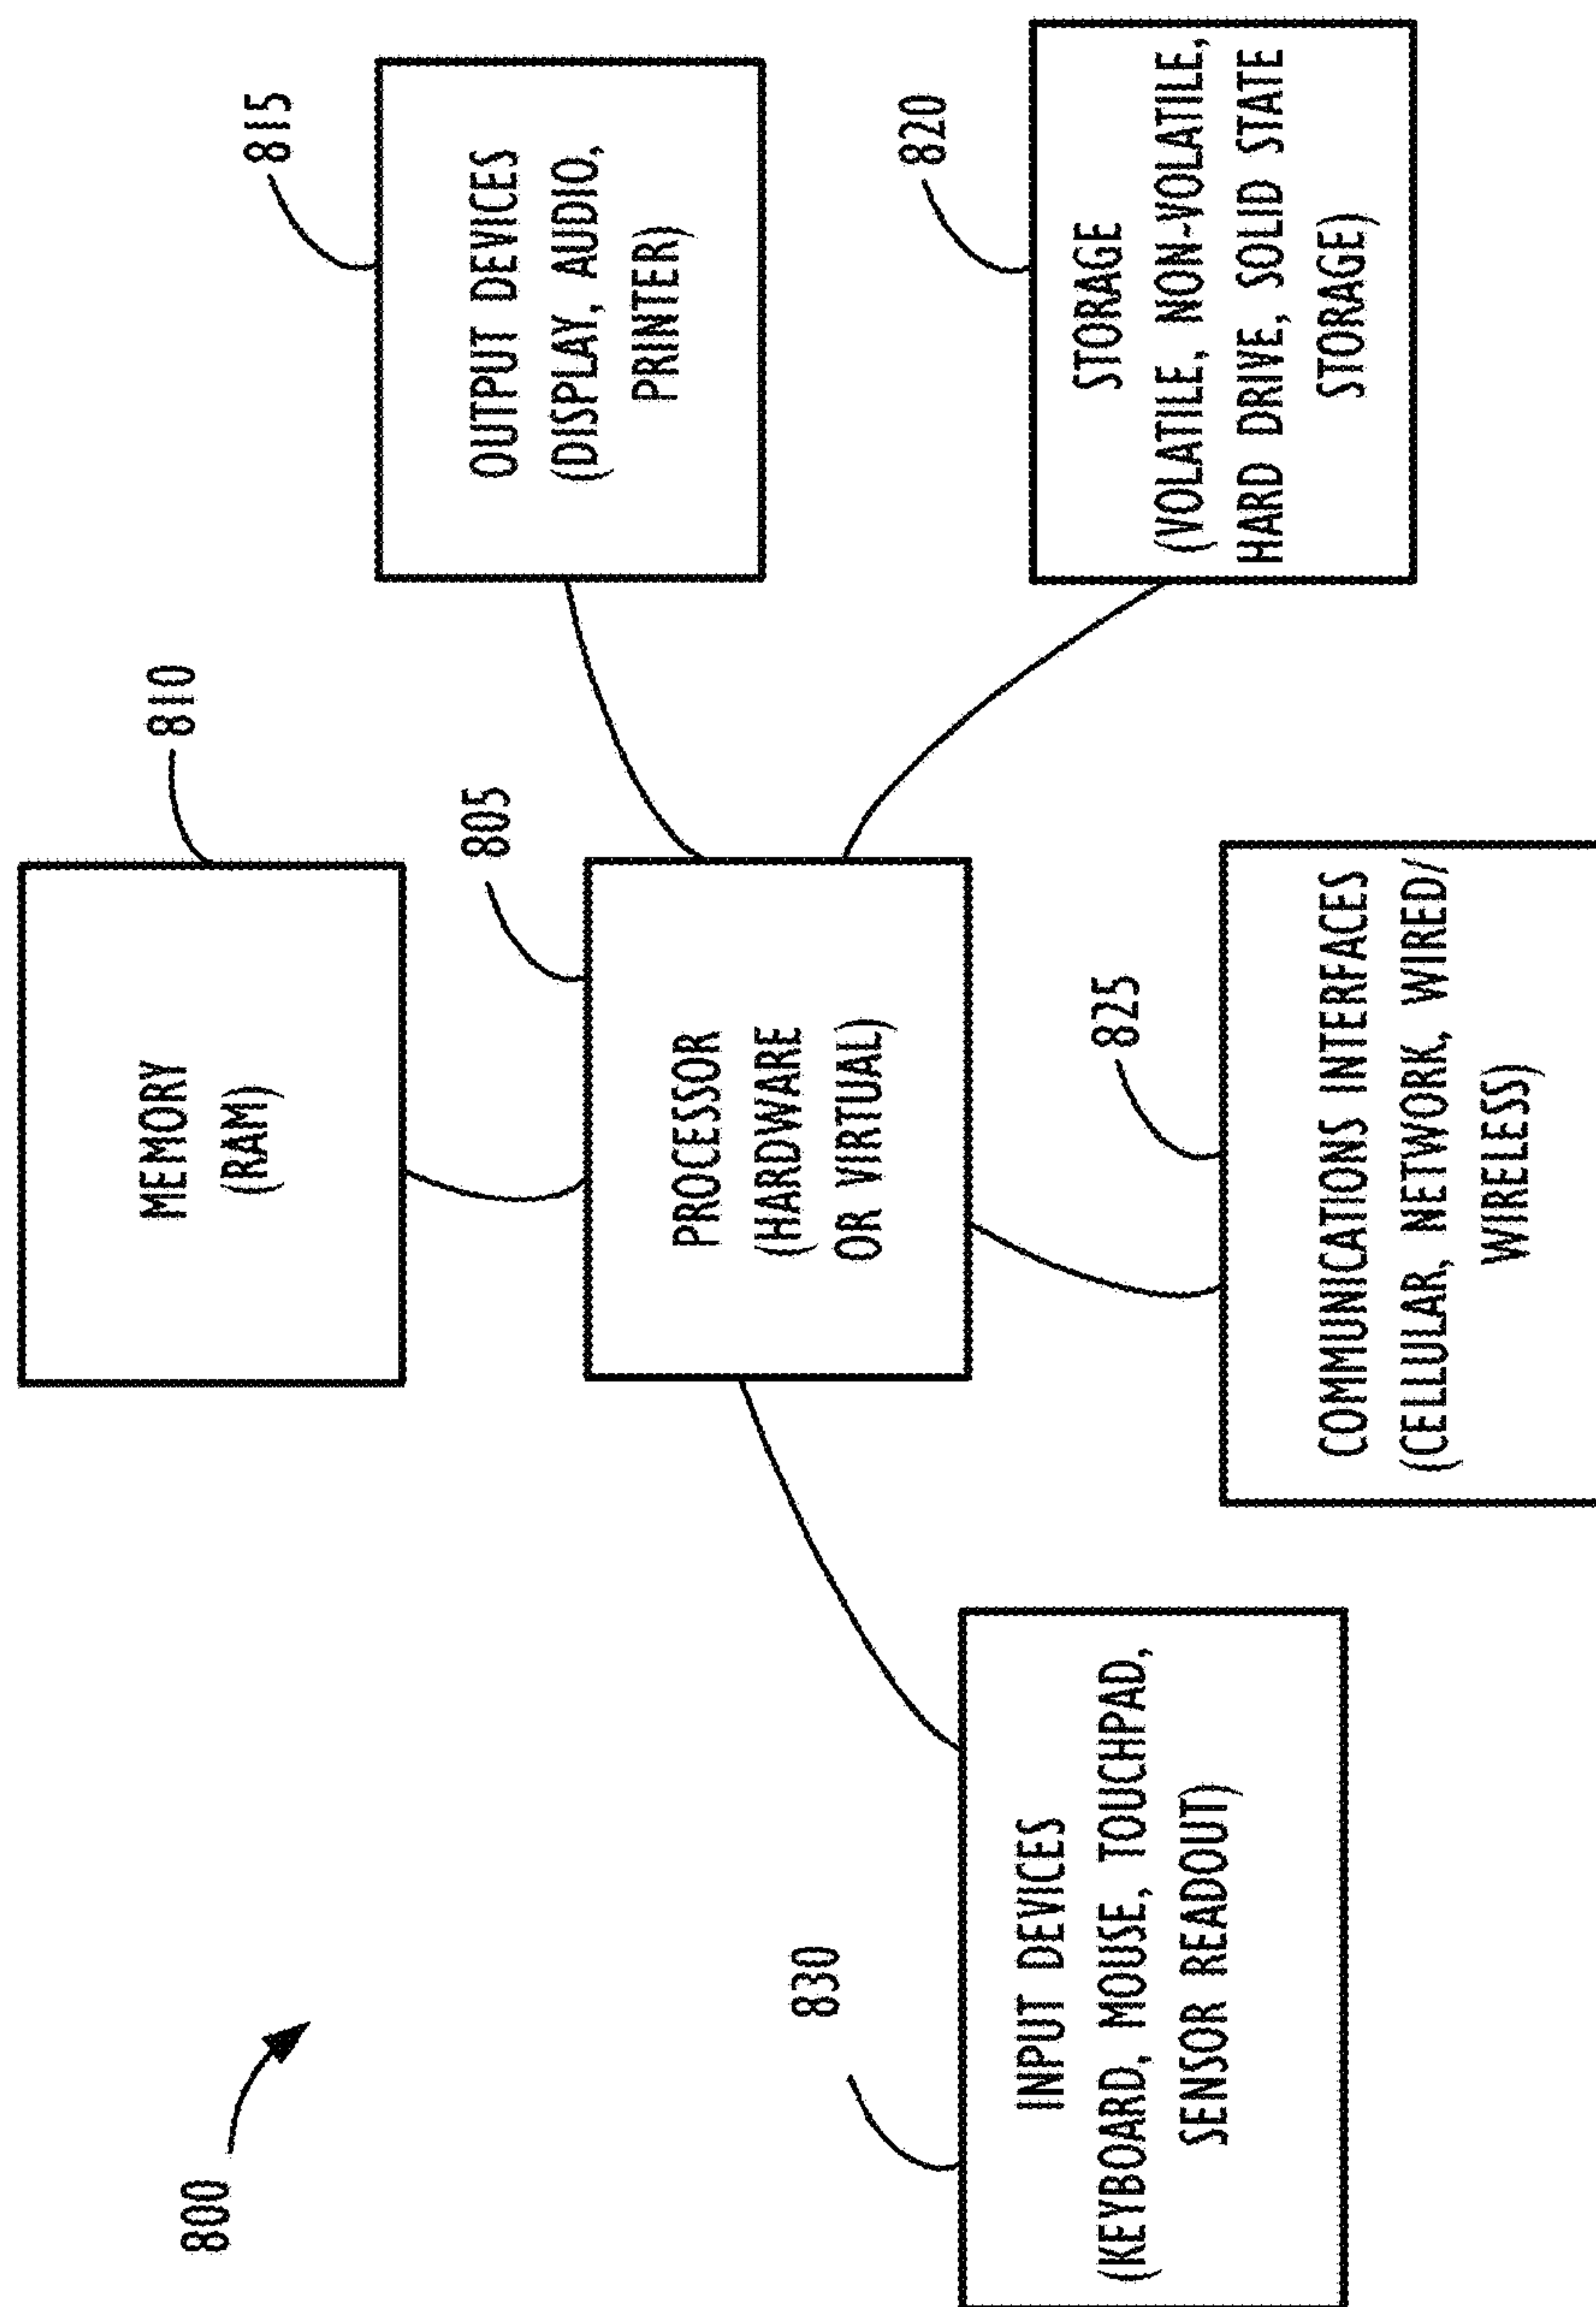 800
810
MEMORY
(RAM)
815
OUTPUT DEVICES
(DISPLAY, AUDIO,
PRINTER)
805
PROCESSOR
(HARDWARE
OR VIRTUAL)
820
STORAGE
(VOLATILE, NON-VOLATILE,
HARD DRIVE, SOLID STATE
STORAGE)
830
INPUT DEVICES
(KEYBOARD, MOUSE, TOUCHPAD,
SENSOR READOUT)
825
COMMUNICATIONS INTERFACES
(CELLULAR, NETWORK, WIRED/
WIRELESS)